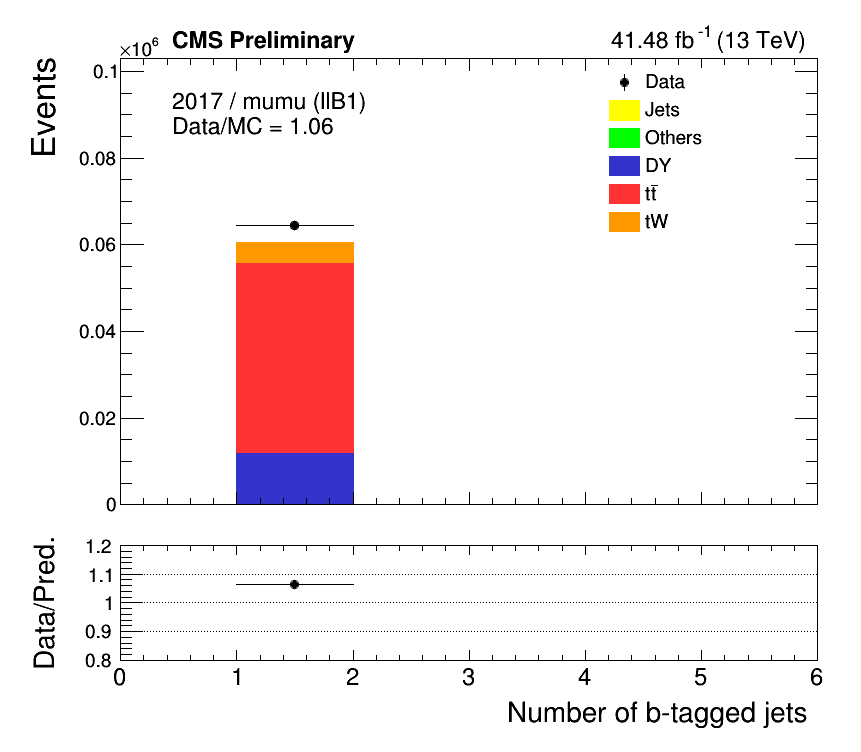 ×10⁶ CMS Preliminary 41.48 fb⁻¹ (13 TeV)
Events
0.1
0.08
0.06
0.04
0.02
0
2017 / mumu (llB1)
Data/MC = 1.06
Data
Jets
Others
DY
tt̄
tW
Data/Pred.
1.2
1.1
1
0.9
0.8
0 1 2 3 4 5 6
Number of b-tagged jets